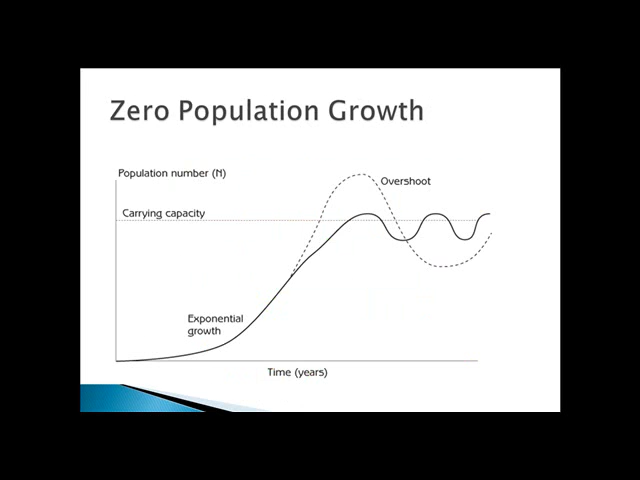 Zero Population Growth
Population number (N)
Overshoot
Carrying capacity
Exponential
growth
Time (years)